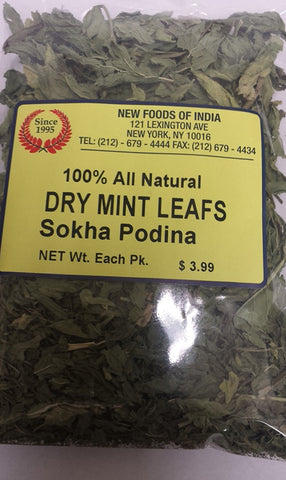 Since
1995
NEW FOODS OF INDIA
121 LEXINGTON AVE
NEW YORK, NY 10016
TEL: (212) - 679 - 4444 FAX: (212) 679 - 4434
100% All Natural
DRY MINT LEAFS
Sokha Podina
NET Wt. Each Pk. $ 3.99